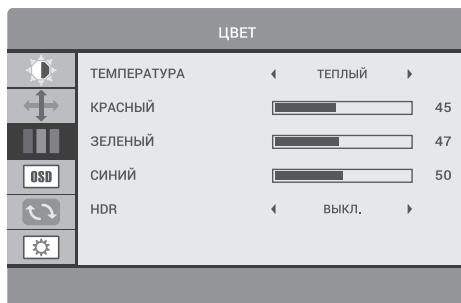 ЦВЕТ
ТЕМПЕРАТУРА ТЕПЛЫЙ
КРАСНЫЙ 45
ЗЕЛЕНЫЙ 47
СИНИЙ 50
HDR ВЫКЛ.
OSD